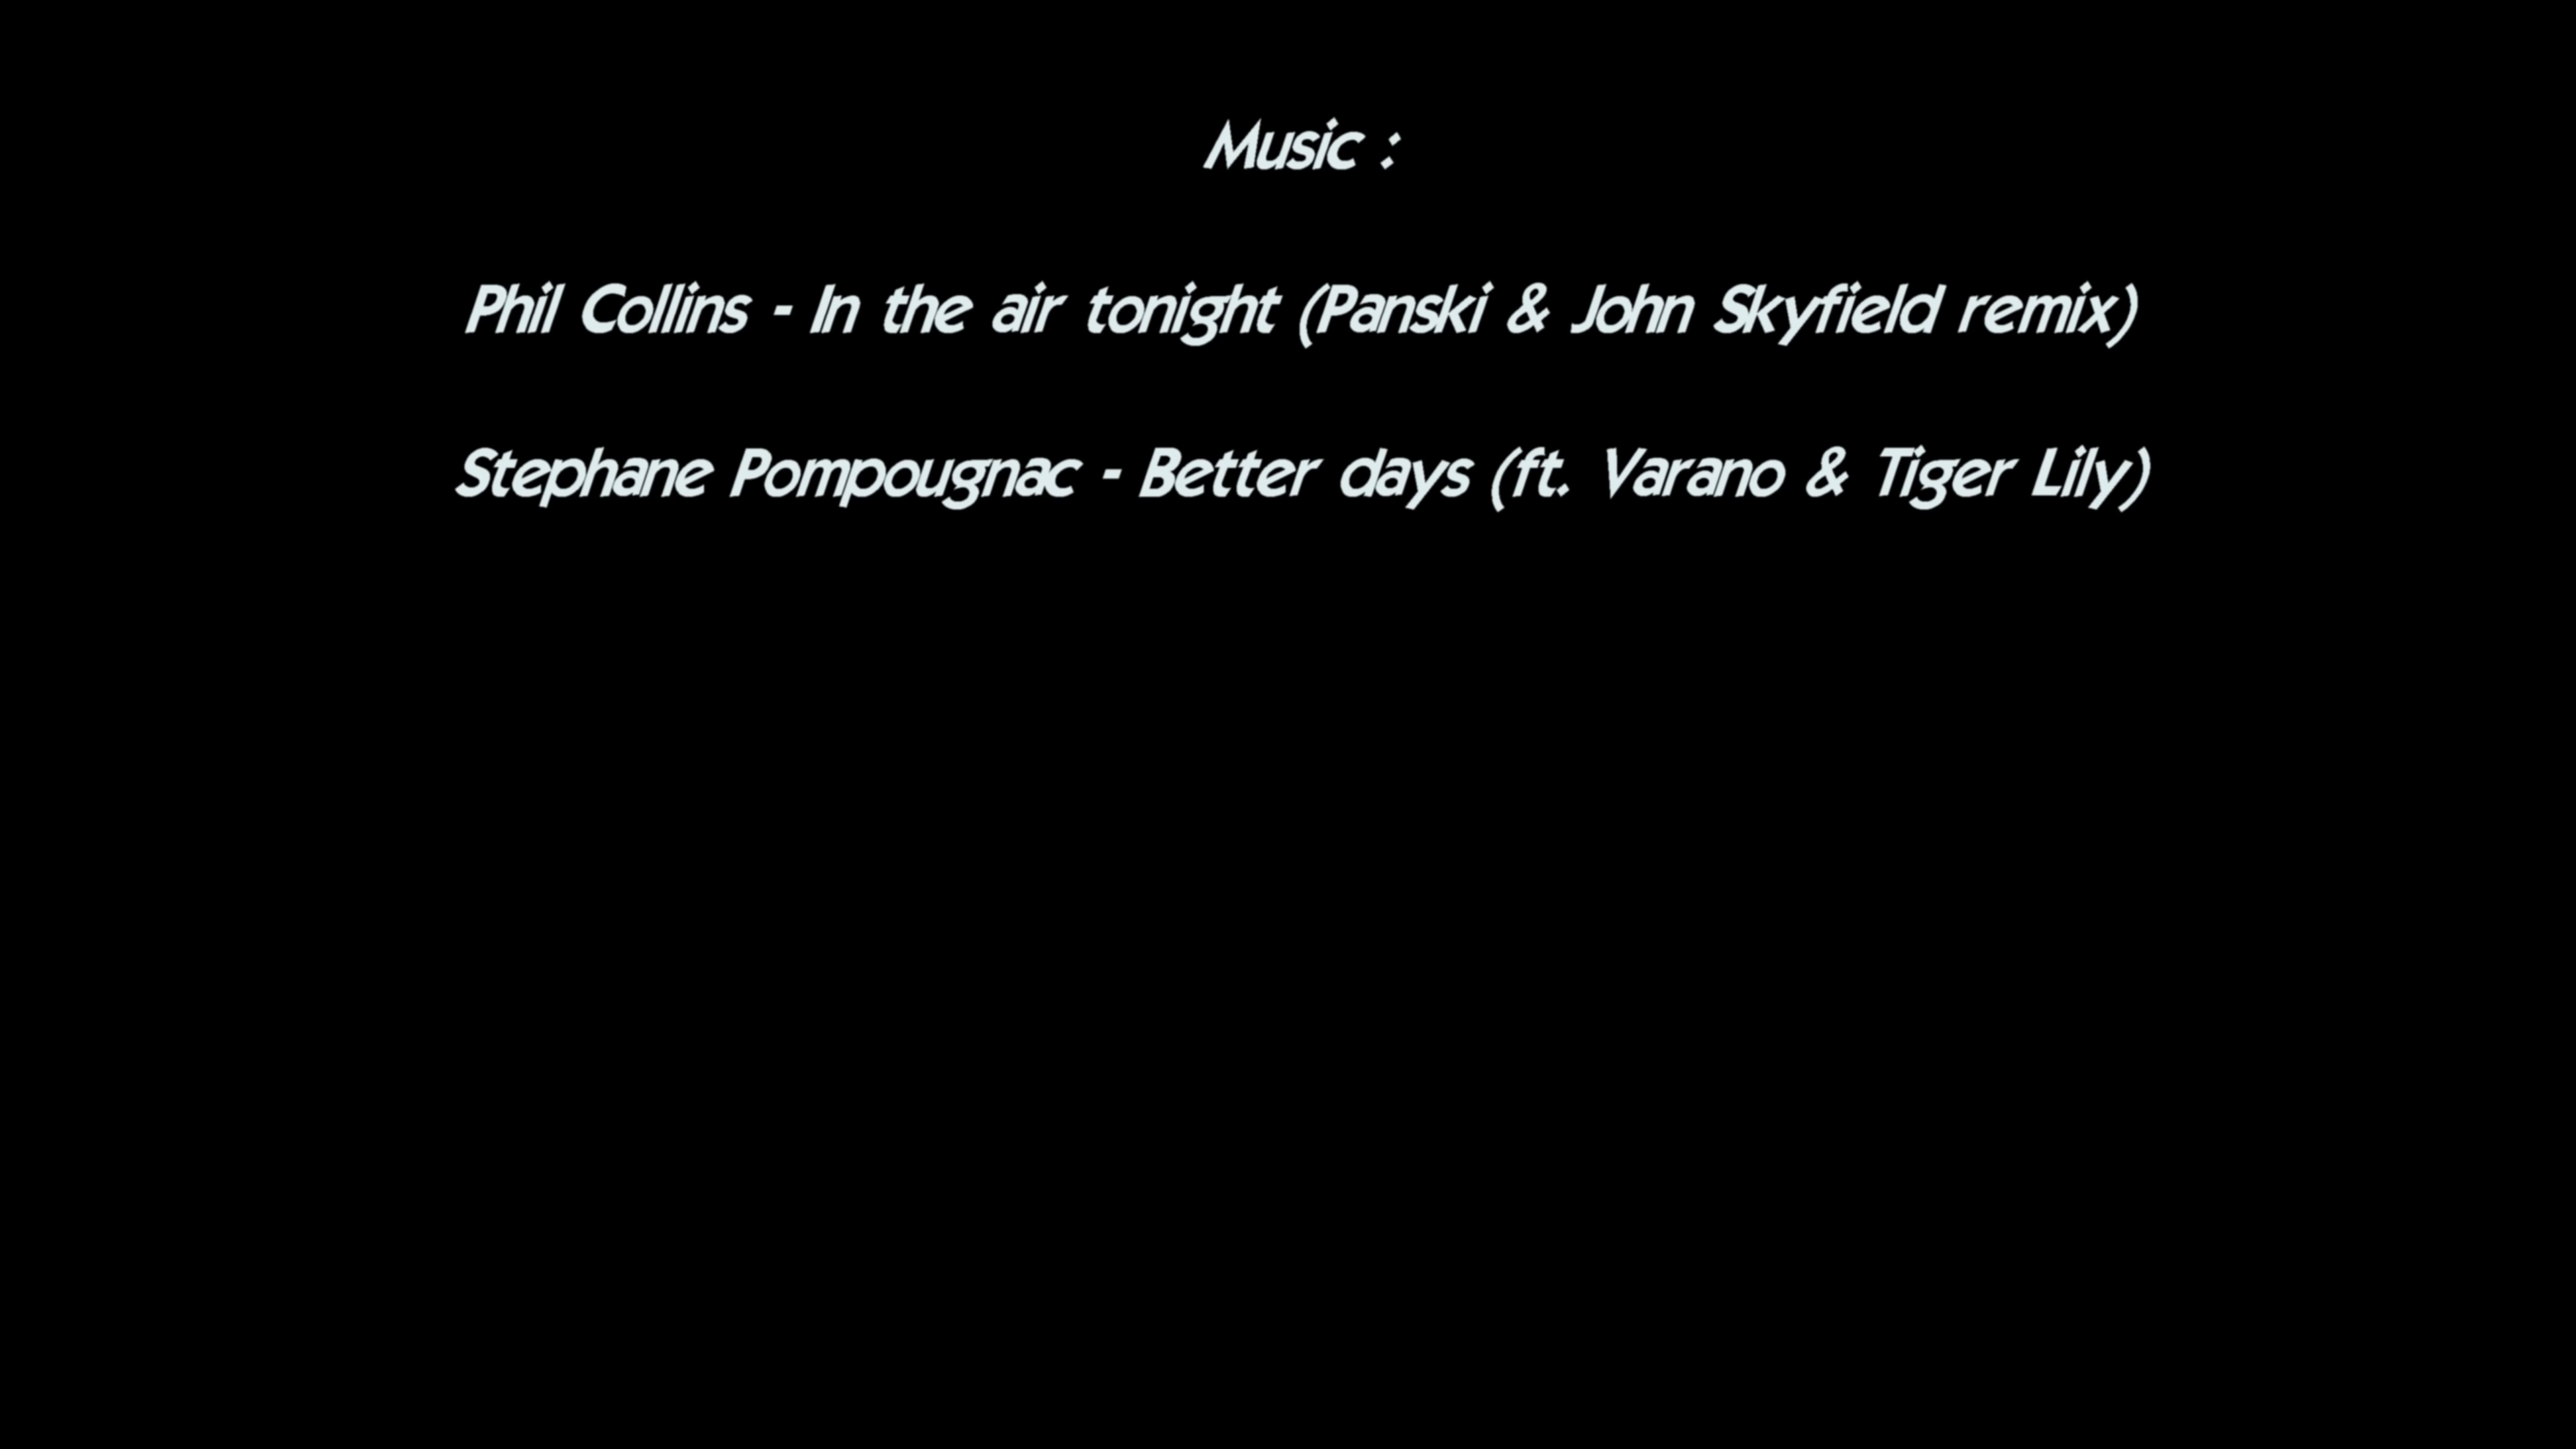 Music :
Phil Collins - In the air tonight (Panski & John Skyfield remix)
Stephane Pompougnac - Better days (ft. Varano & Tiger Lily)